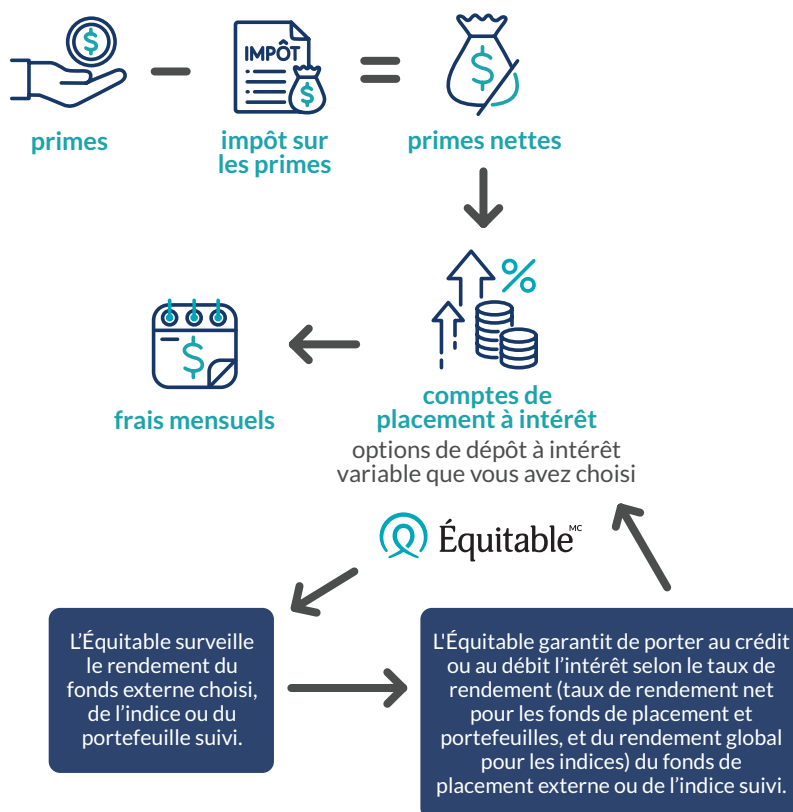 $
IMPÔT
$
$
primes
impôt sur
les primes
primes nettes
%
$
frais mensuels
comptes de
placement à intérêt
options de dépôt à intérêt
variable que vous avez choisi
Équitable MC
L’Équitable surveille
le rendement du
fonds externe choisi,
de l’indice ou du
portefeuille suivi.
L'Équitable garantit de porter au crédit
ou au débit l’intérêt selon le taux de
rendement (taux de rendement net
pour les fonds de placement et
portefeuilles, et du rendement global
pour les indices) du fonds de
placement externe ou de l’indice suivi.